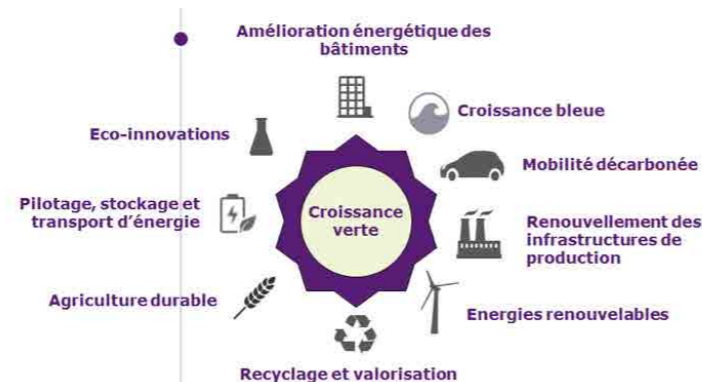 Amélioration énergétique des
bâtiments
Croissance bleue
Eco-innovations
Mobilité décarbonée
Pilotage, stockage et
transport d'énergie
Croissance
verte
Renouvellement des
infrastructures de
production
Agriculture durable
Energies renouvelables
Recyclage et valorisation